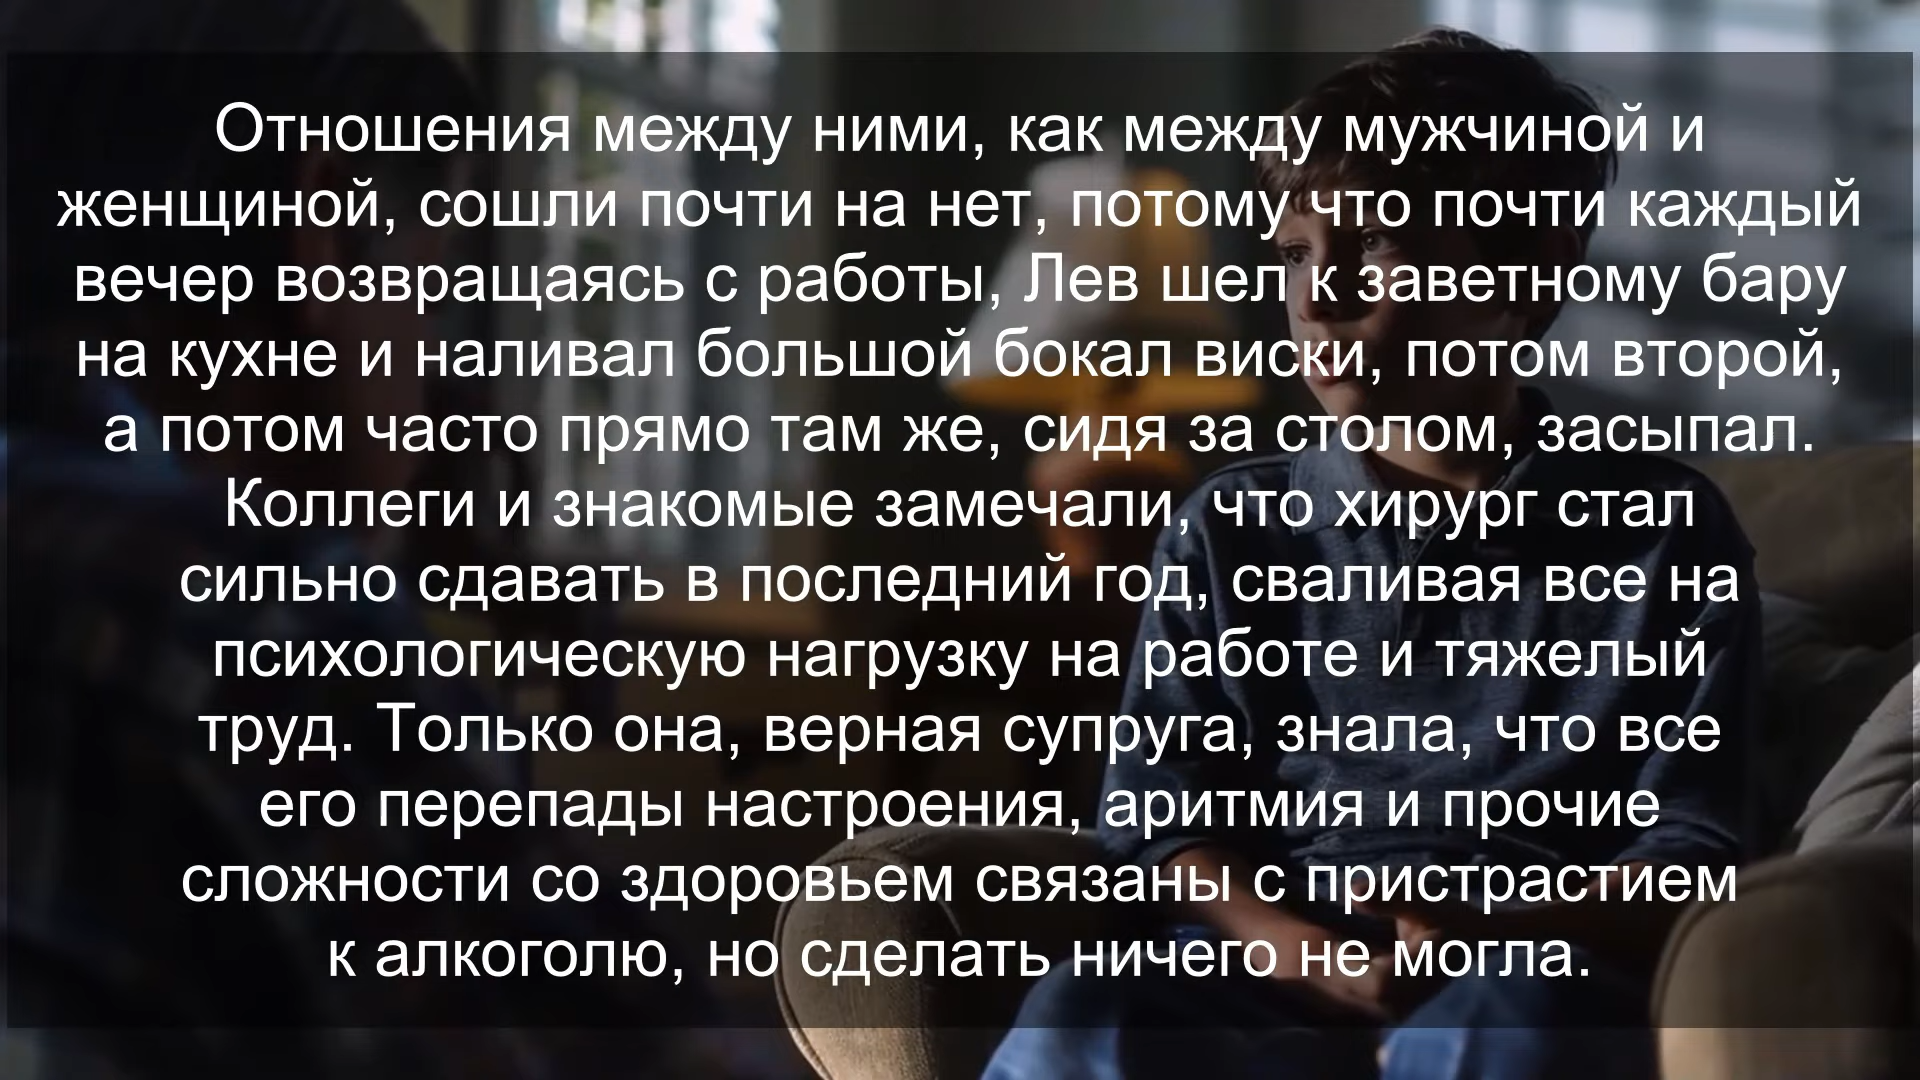 Отношения между ними, как между мужчиной и
женщиной, сошли почти на нет, потому что почти каждый
вечер возвращаясь с работы, Лев шел к заветному бару
на кухне и наливал большой бокал виски, потом второй,
а потом часто прямо там же, сидя за столом, засыпал.
Коллеги и знакомые замечали, что хирург стал
сильно сдавать в последний год, сваливая все на
психологическую нагрузку на работе и тяжелый
труд. Только она, верная супруга, знала, что все
его перепады настроения, аритмия и прочие
сложности со здоровьем связаны с пристрастием
к алкоголю, но сделать ничего не могла.